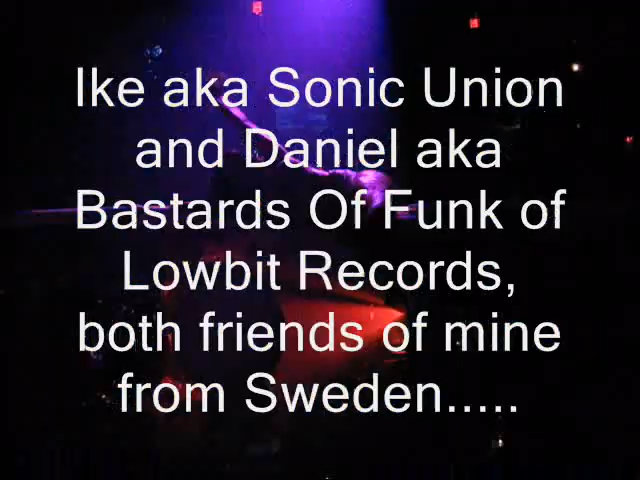 Ike aka Sonic Union
and Daniel aka
Bastards Of Funk of
Lowbit Records,
both friends of mine
from Sweden.....